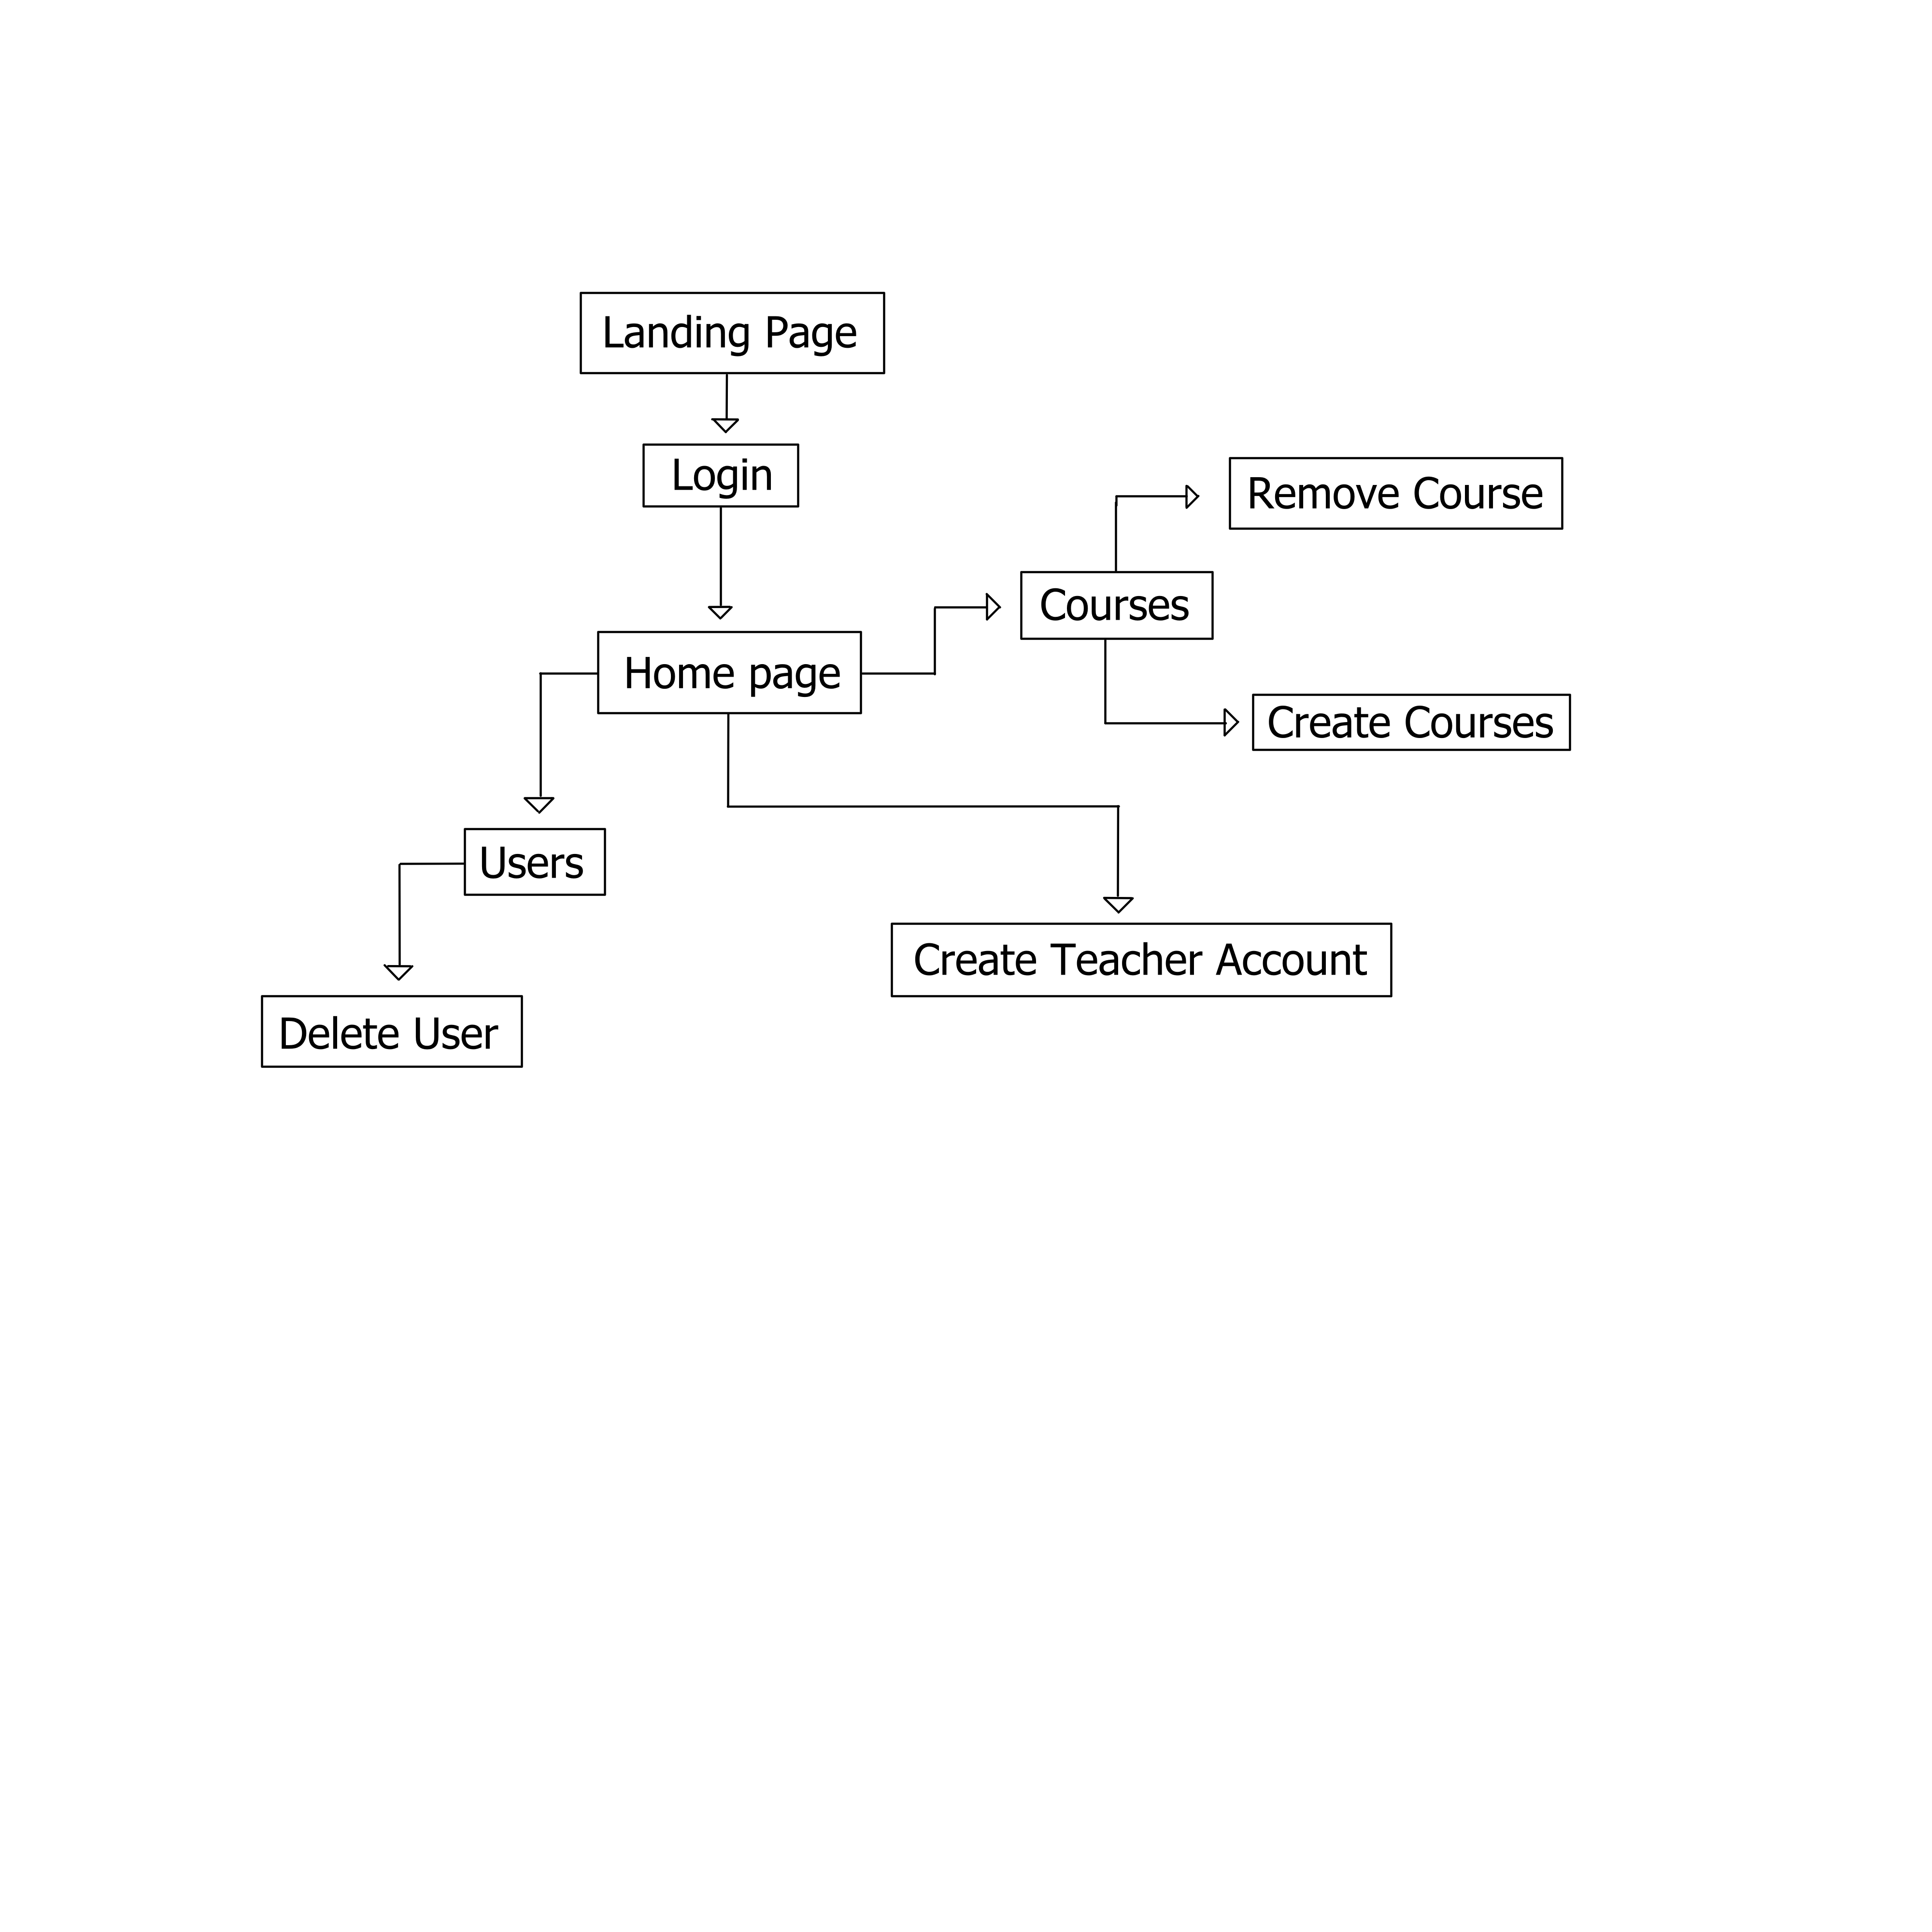 Landing Page
Login
Remove Course
Courses
Home page
Create Courses
Users
Create Teacher Account
Delete User